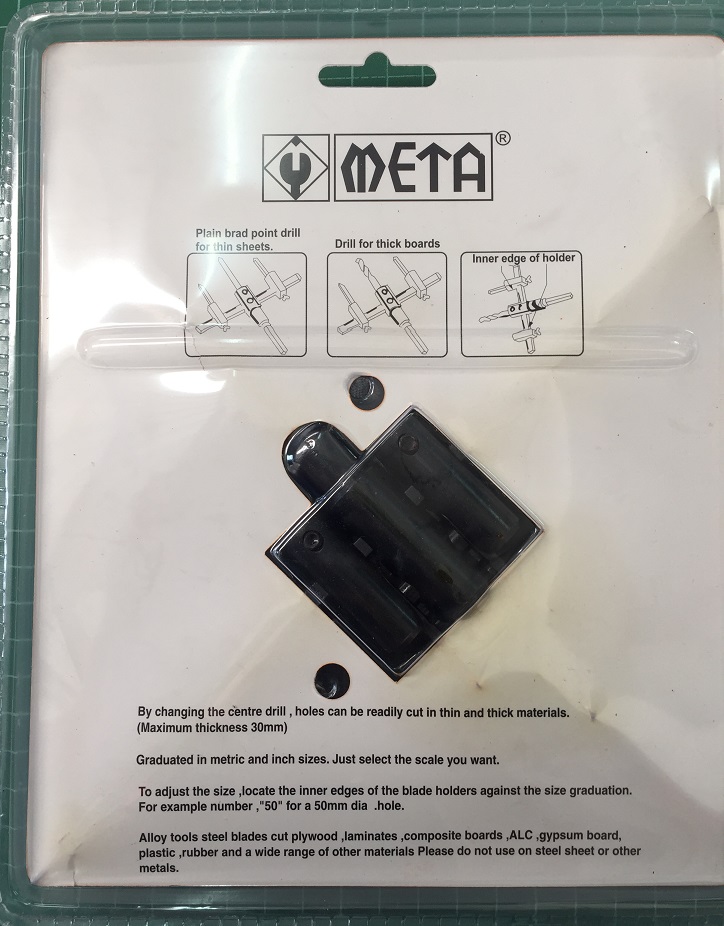 META®
Plain brad point drill
for thin sheets.
Drill for thick boards
Inner edge of holder
By changing the centre drill , holes can be readily cut in thin and thick materials.
(Maximum thickness 30mm)
Graduated in metric and inch sizes. Just select the scale you want.
To adjust the size ,locate the inner edges of the blade holders against the size graduation.
For example number ,"50" for a 50mm dia .hole.
Alloy tools steel blades cut plywood ,laminates ,composite boards ,ALC ,gypsum board,
plastic ,rubber and a wide range of other materials Please do not use on steel sheet or other
metals.